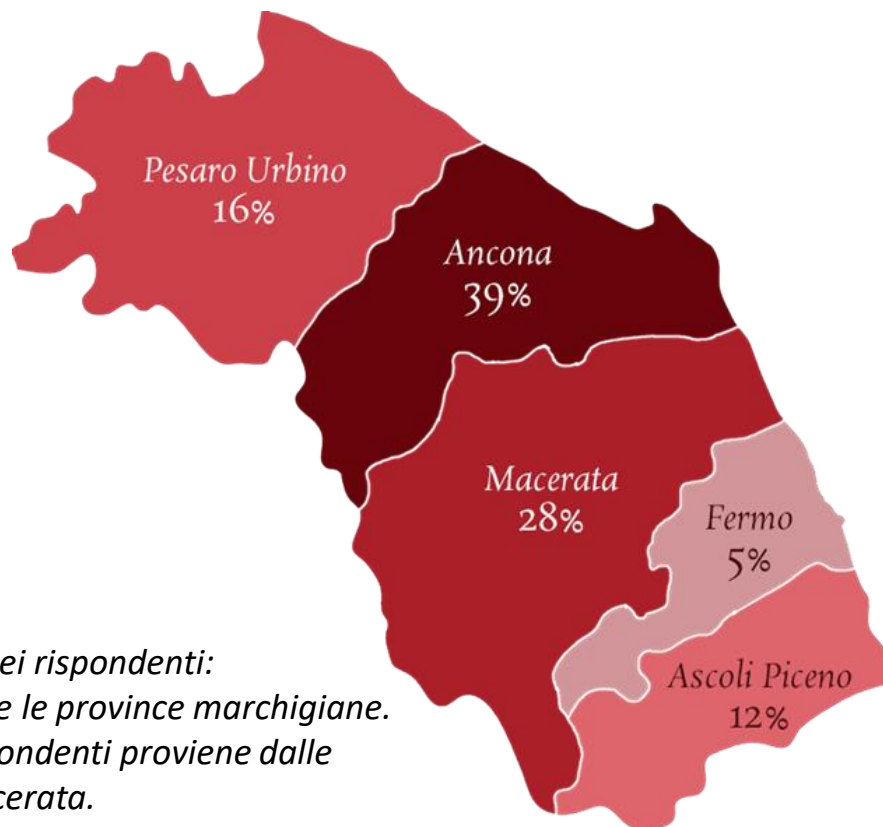 Pesaro Urbino
16%
Ancona
39%
Macerata
28%
Fermo
5%
Ascoli Piceno
12%
ei rispondenti:
e le province marchigiane.
ondenti proviene dalle
cerata.